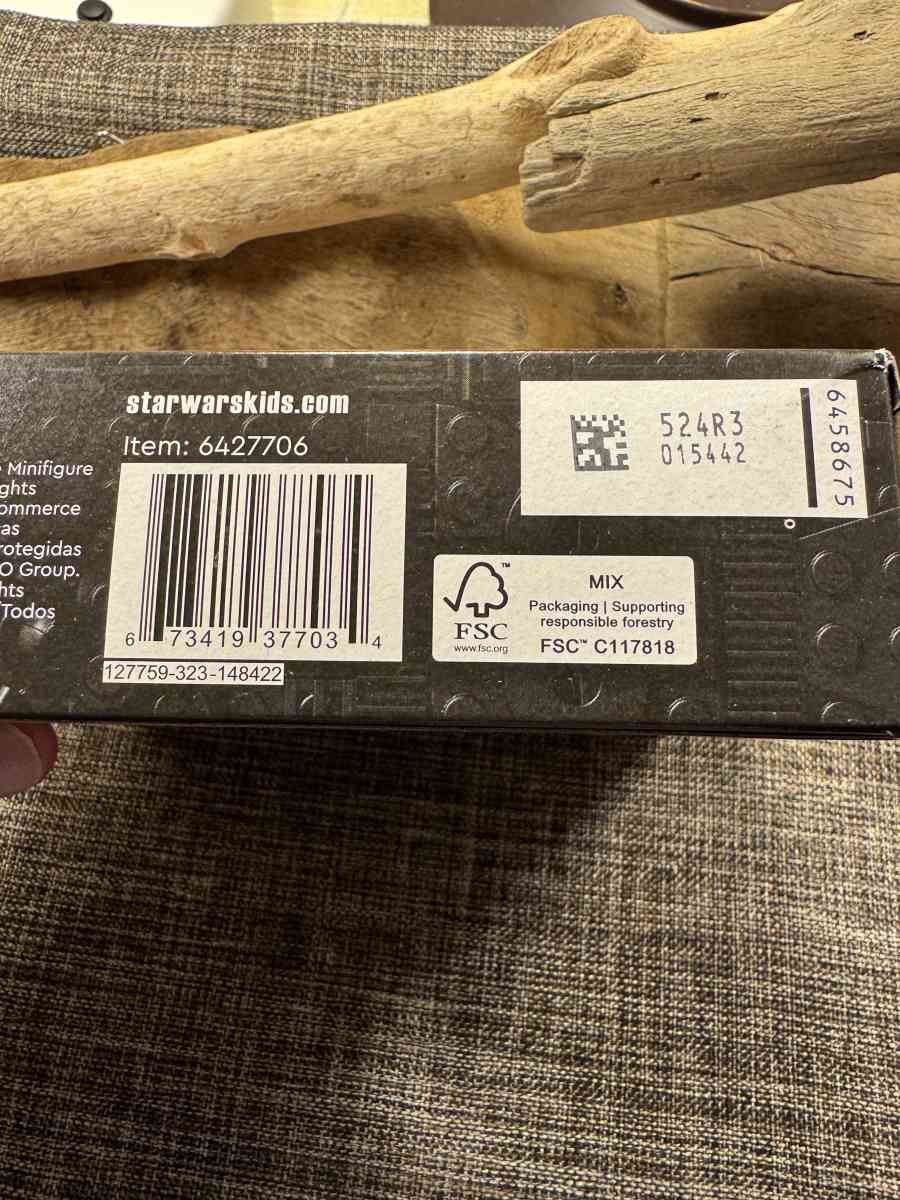 starwarskids.com
Item: 6427706
Minifigure
ghts
ommerce
as
rotegidas
O Group.
hts
Todos
6 73419 37703 4
127759-323-148422
524R3
015442
6458675
FSC™
www.fsc.org
MIX
Packaging | Supporting
responsible forestry
FSC™ C117818